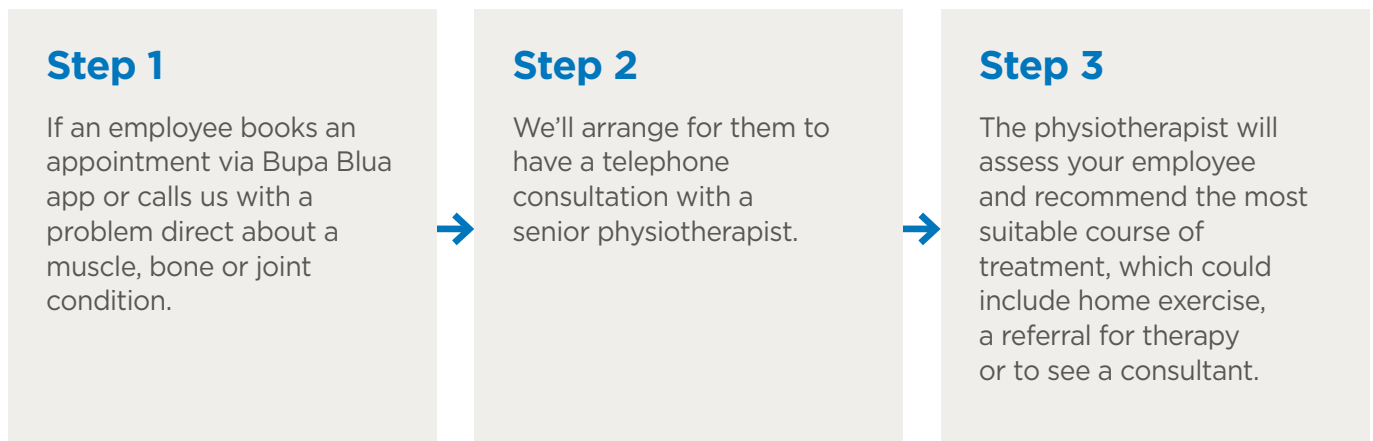 Step 1
If an employee books an
appointment via Bupa Blua
app or calls us with a
problem direct about a
muscle, bone or joint
condition.
Step 2
We’ll arrange for them to
have a telephone
consultation with a
senior physiotherapist.
Step 3
The physiotherapist will
assess your employee
and recommend the most
suitable course of
treatment, which could
include home exercise,
a referral for therapy
or to see a consultant.